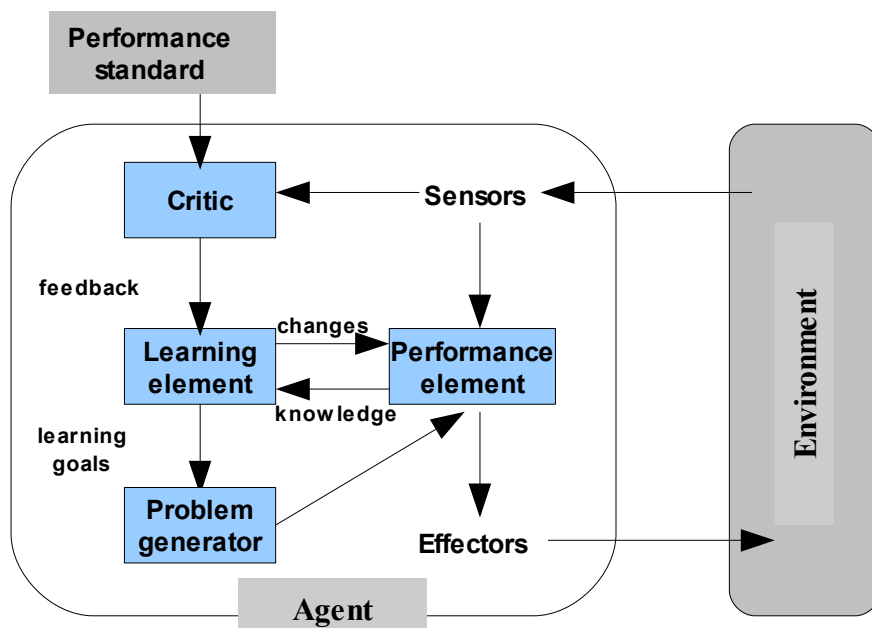 Performance
standard
Critic
Sensors
feedback
changes
Learning
element
Performance
element
knowledge
learning
goals
Problem
generator
Effectors
Environment
Agent